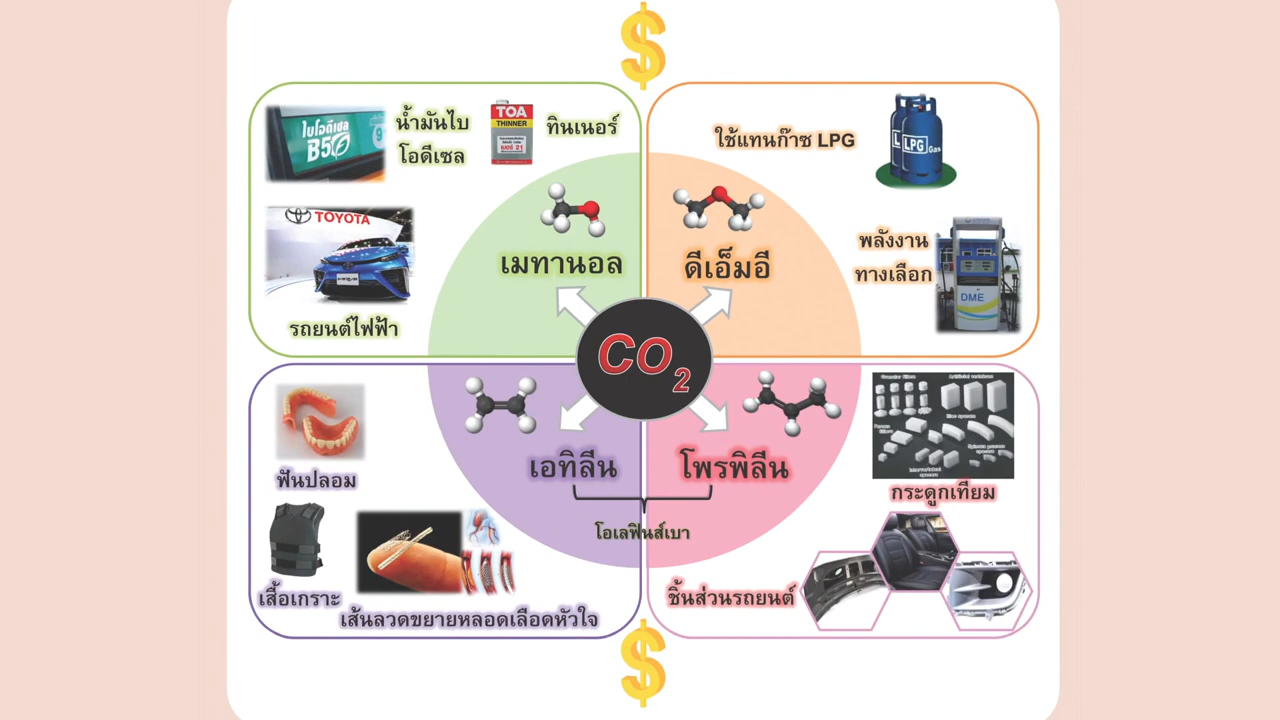 ไบโอดีเซล
B5
น้ำมันไบ
โอดีเซล
TOA
THINNER
เบอร์ 21
ทินเนอร์
TOYOTA
รถยนต์ไฟฟ้า
เมทานอล
ใช้แทนก๊าซ LPG
LPG Gas
พลังงาน
ทางเลือก
DME
ดีเอ็มอี
CO2
ฟันปลอม
เสื้อเกราะ
เส้นลวดขยายหลอดเลือดหัวใจ
เอทิลีน
โพรพิลีน
โอเลฟินส์เบา
กระดูกเทียม
ชิ้นส่วนรถยนต์
$
$